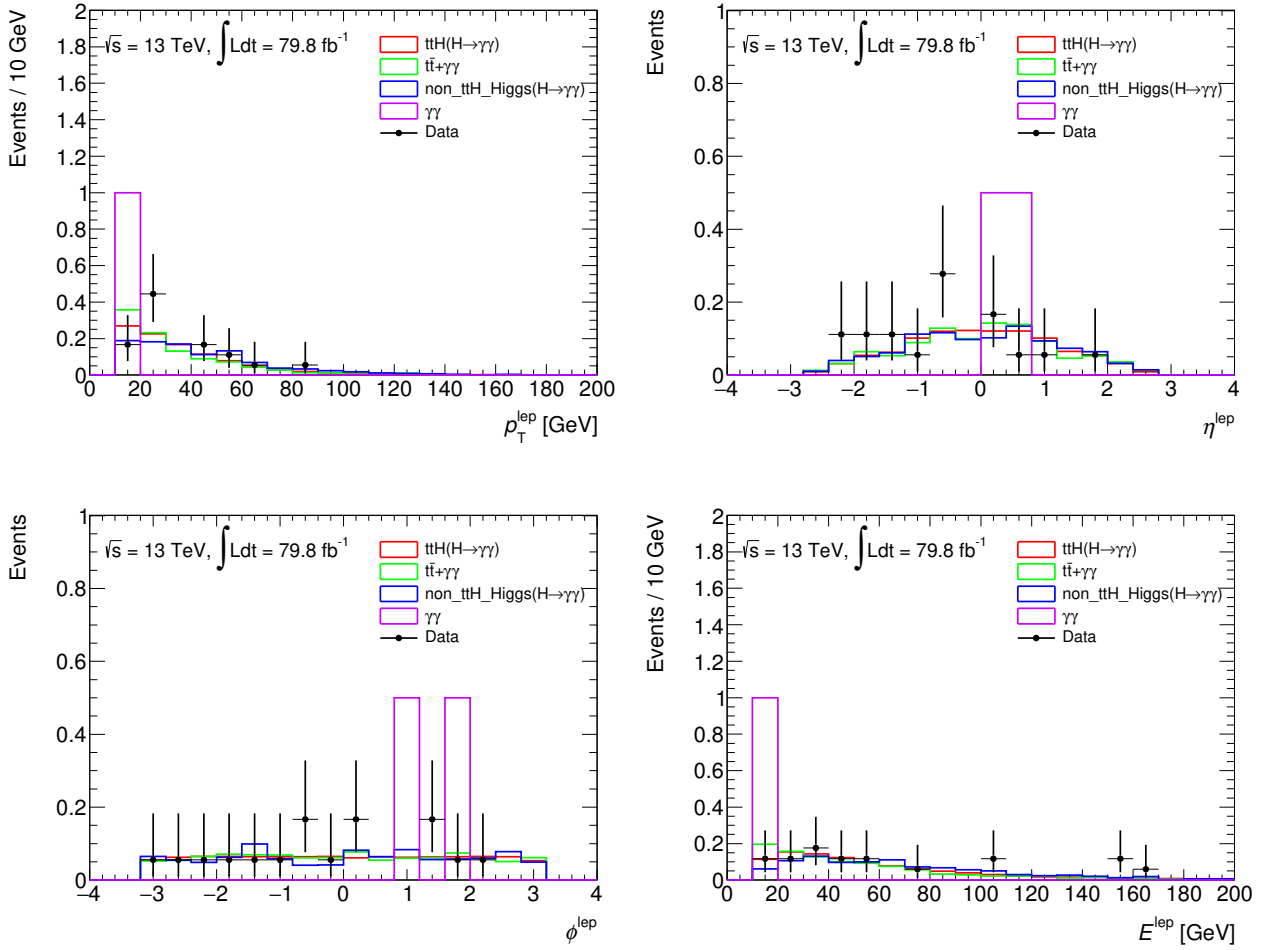 Events / 10 GeV
2
1.8
1.6
1.4
1.2
1
0.8
0.6
0.4
0.2
0
√s = 13 TeV, ∫Ldt = 79.8 fb⁻¹
ttH(H→γγ)
tt̄+γγ
non_ttH_Higgs(H→γγ)
γγ
Data
0 20 40 60 80 100 120 140 160 180 200
p_T^lep [GeV]
Events
1
0.8
0.6
0.4
0.2
0
√s = 13 TeV, ∫Ldt = 79.8 fb⁻¹
ttH(H→γγ)
tt̄+γγ
non_ttH_Higgs(H→γγ)
γγ
Data
−4 −3 −2 −1 0 1 2 3 4
η^lep
Events
1
0.8
0.6
0.4
0.2
0
√s = 13 TeV, ∫Ldt = 79.8 fb⁻¹
ttH(H→γγ)
tt̄+γγ
non_ttH_Higgs(H→γγ)
γγ
Data
−4 −3 −2 −1 0 1 2 3 4
ϕ^lep
Events / 10 GeV
2
1.8
1.6
1.4
1.2
1
0.8
0.6
0.4
0.2
0
√s = 13 TeV, ∫Ldt = 79.8 fb⁻¹
ttH(H→γγ)
tt̄+γγ
non_ttH_Higgs(H→γγ)
γγ
Data
0 20 40 60 80 100 120 140 160 180 200
E^lep [GeV]